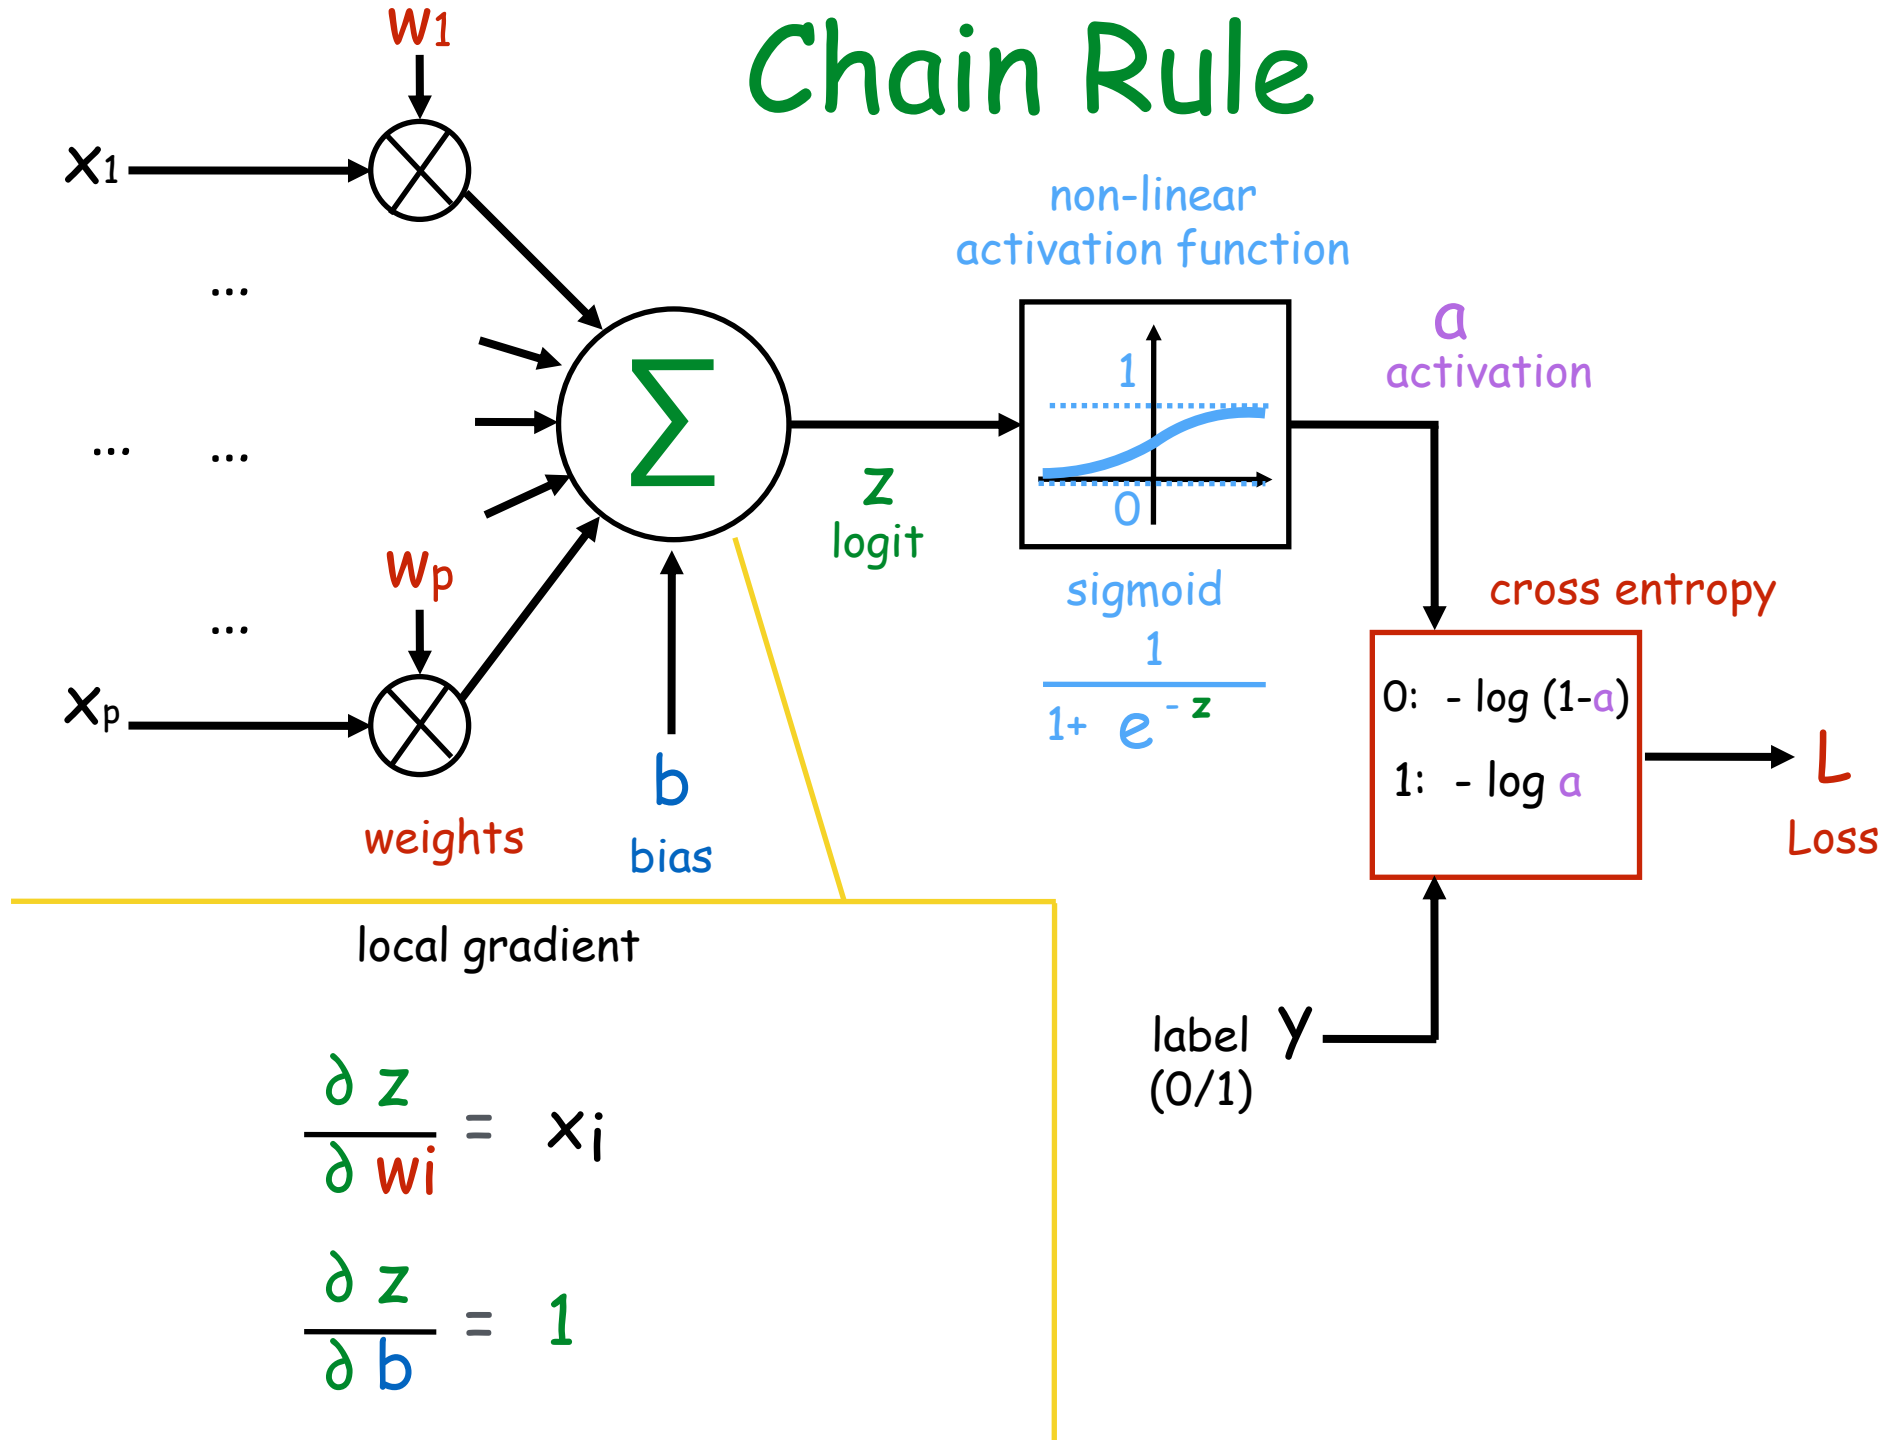 Chain Rule
w1
x1
...
... ...
...
wp
xp
weights
Σ
b
bias
z
logit
non-linear
activation function
1
0
sigmoid
1
1+ e - z
a
activation
cross entropy
0: - log (1-a)
1: - log a
L
Loss
label y
(0/1)
local gradient
∂ z
∂ wi
= xi
∂ z
∂ b
= 1